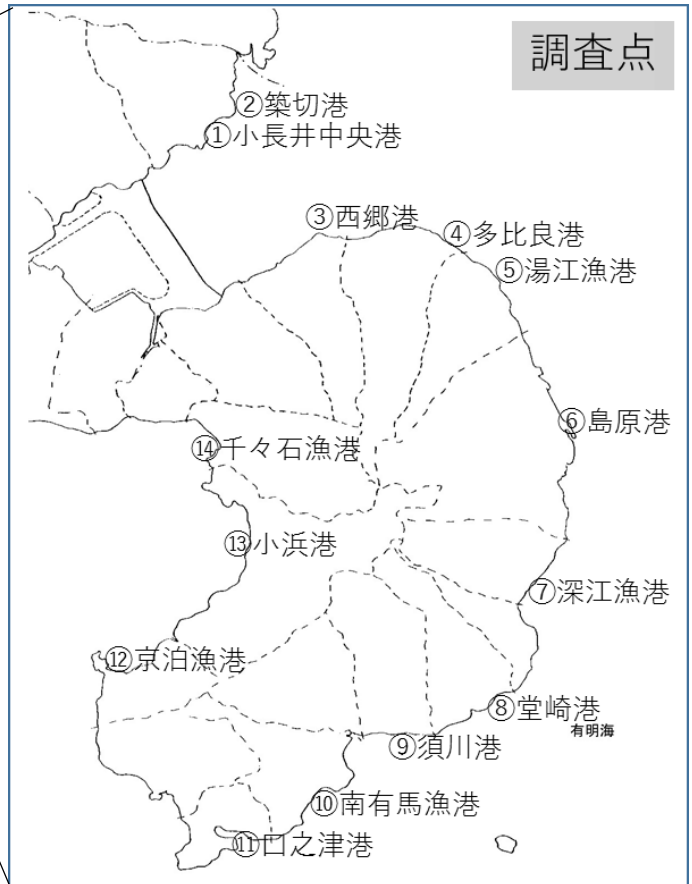 調査点
②築切港
①小長井中央港
③西郷港
④多比良港
⑤湯江漁港
⑥島原港
⑭千々石漁港
⑬小浜港
⑦深江漁港
⑫京泊漁港
⑧堂崎港
有明海
⑨須川港
⑩南有馬漁港
⑪口之津港